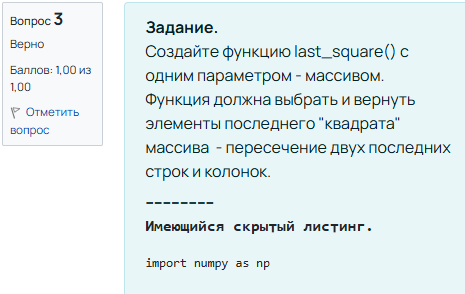 Вопрос 3
Верно
Баллов: 1,00 из
1,00
Отметить
вопрос
Задание.
Создайте функцию last_square() с
одним параметром - массивом.
Функция должна выбрать и вернуть
элементы последнего "квадрата"
массива - пересечение двух последних
строк и колонок.
--------
Имеющийся скрытый листинг.
import numpy as np